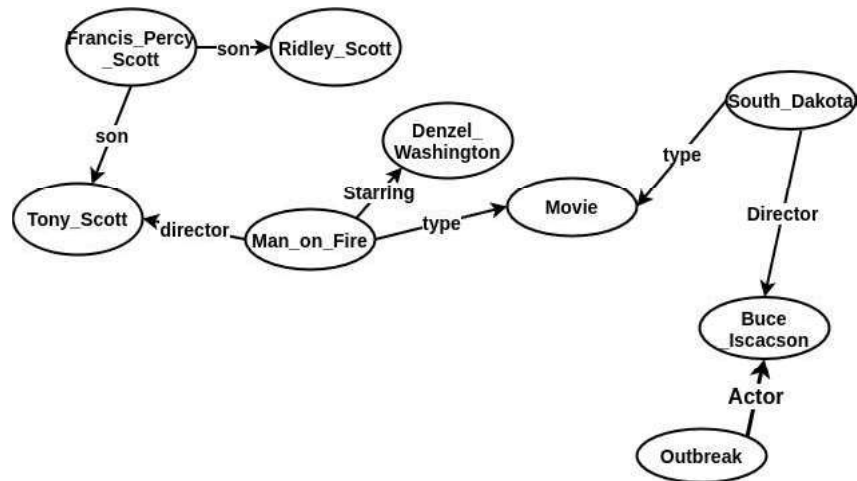 Francis_Percy
_Scott
son
Ridley_Scott
South_Dakota
son
Denzel_
Washington
type
Starring
Movie
Tony_Scott
director
Man_on_Fire
type
Director
Buce
_Iscacson
Actor
Outbreak